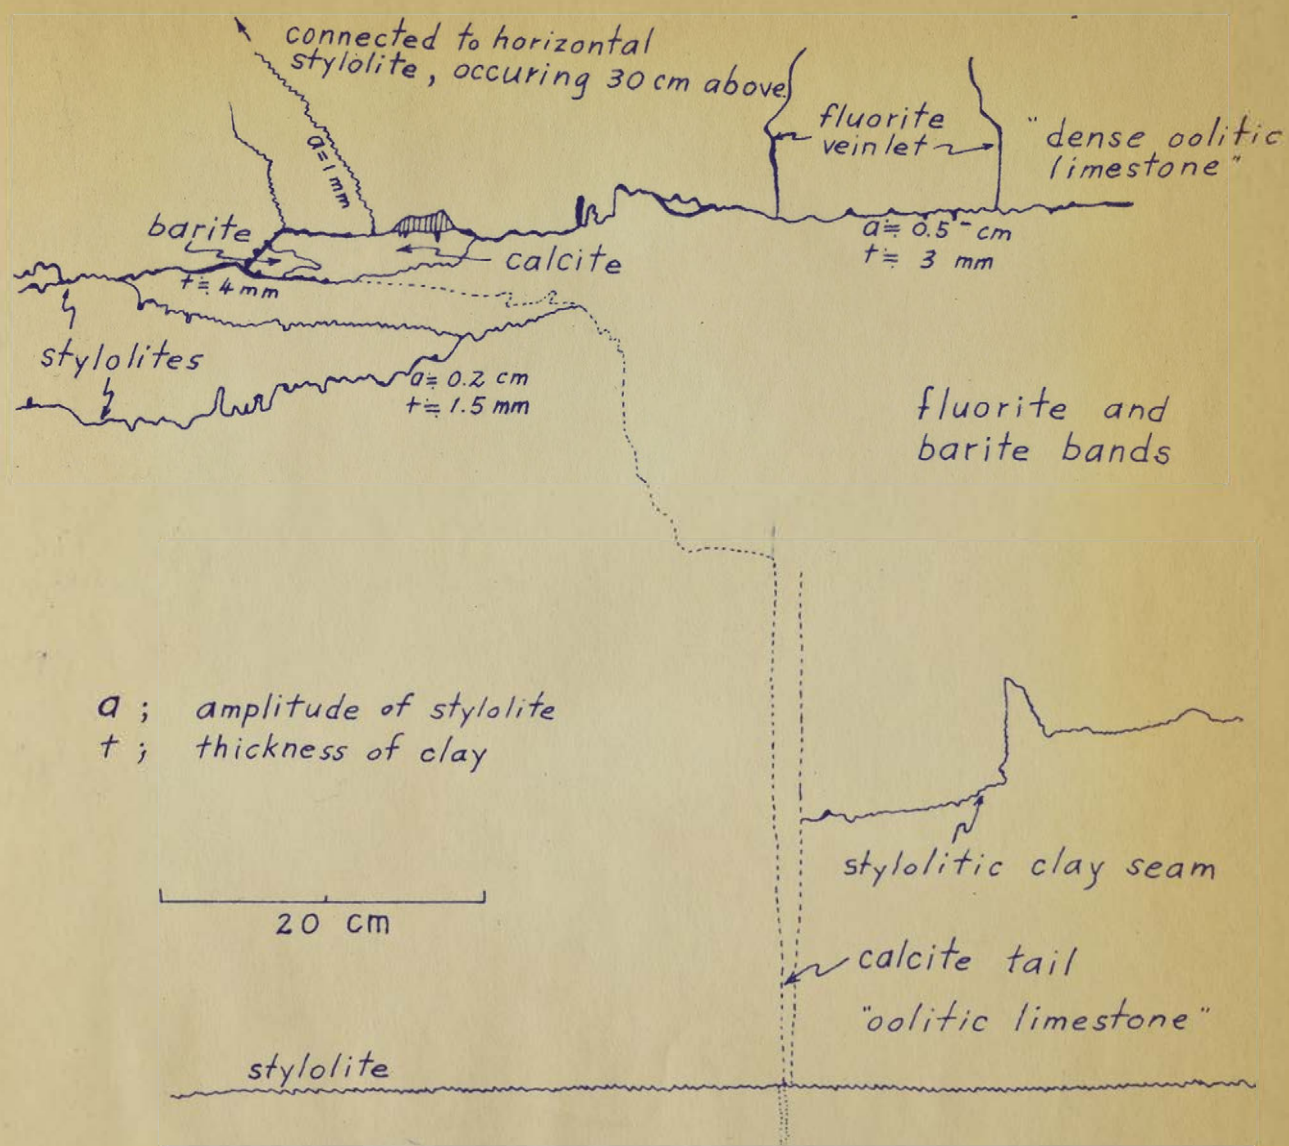 connected to horizontal
stylolite, occuring 30 cm above
a = 1 mm
fluorite
veinlet
"dense oolitic
limestone"
barite
calcite
a ≒ 0.5 cm
t ≒ 3 mm
t ≒ 4 mm
stylolites
a ≒ 0.2 cm
t ≒ 1.5 mm
fluorite and
barite bands
a ; amplitude of stylolite
t ; thickness of clay
stylolitic clay seam
20 cm
calcite tail
"oolitic limestone"
stylolite